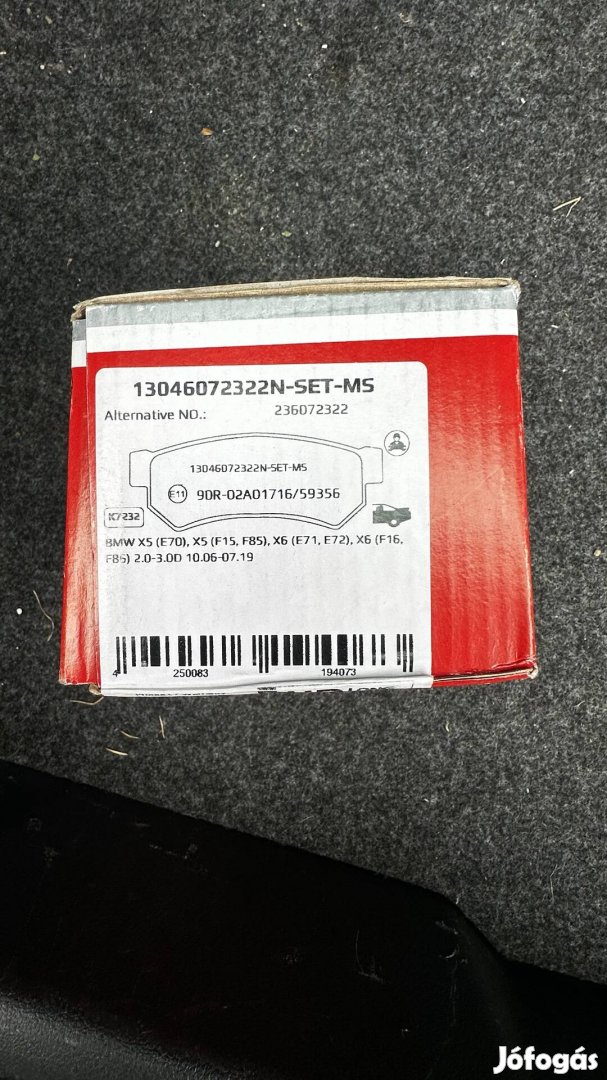 13046072322N-SET-MS
Alternative NO.: 236072322
13046072322N-SET-MS
E11 90R-02A01716/59356
K7232
BMW X5 (E70), X5 (F15, F85), X6 (E71, E72), X6 (F16,
F86) 2.0-3.0D 10.06-07.19
4 250083 194073
Jófogás